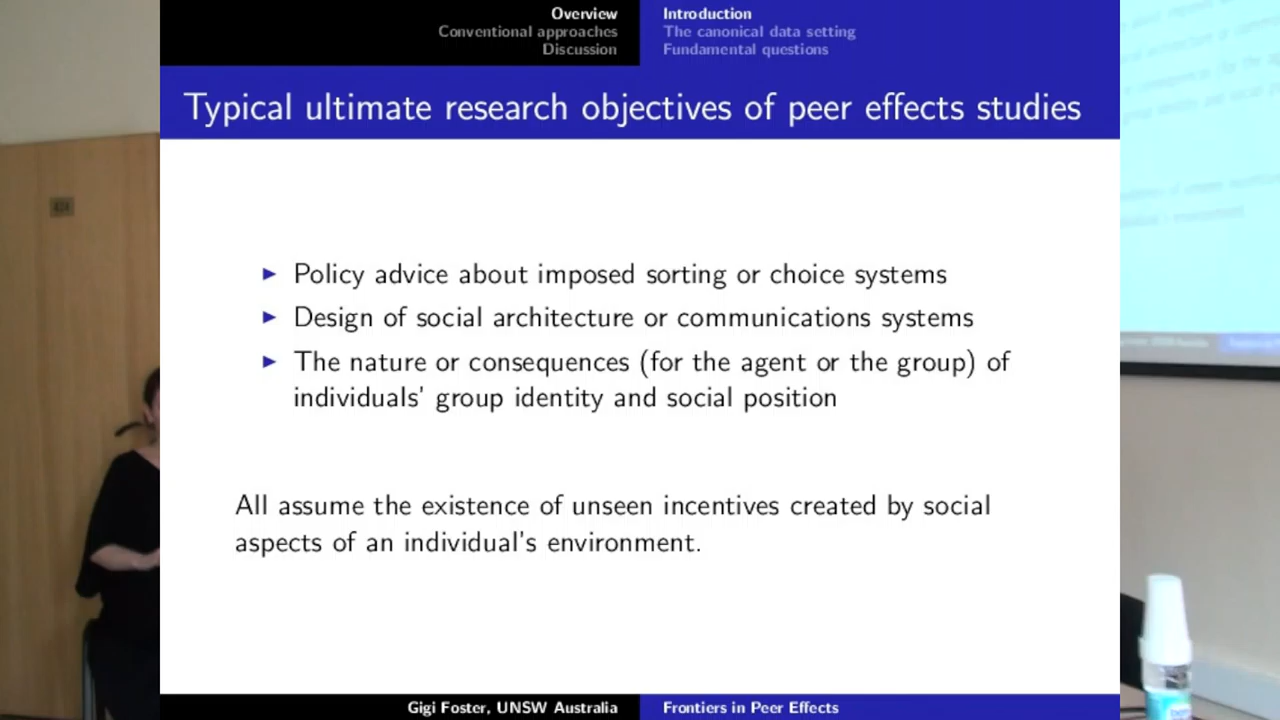 Overview
Conventional approaches
Discussion
Introduction
The canonical data setting
Fundamental questions
Typical ultimate research objectives of peer effects studies
Policy advice about imposed sorting or choice systems
Design of social architecture or communications systems
The nature or consequences (for the agent or the group) of
individuals' group identity and social position
All assume the existence of unseen incentives created by social
aspects of an individual's environment.
Gigi Foster, UNSW Australia
Frontiers in Peer Effects